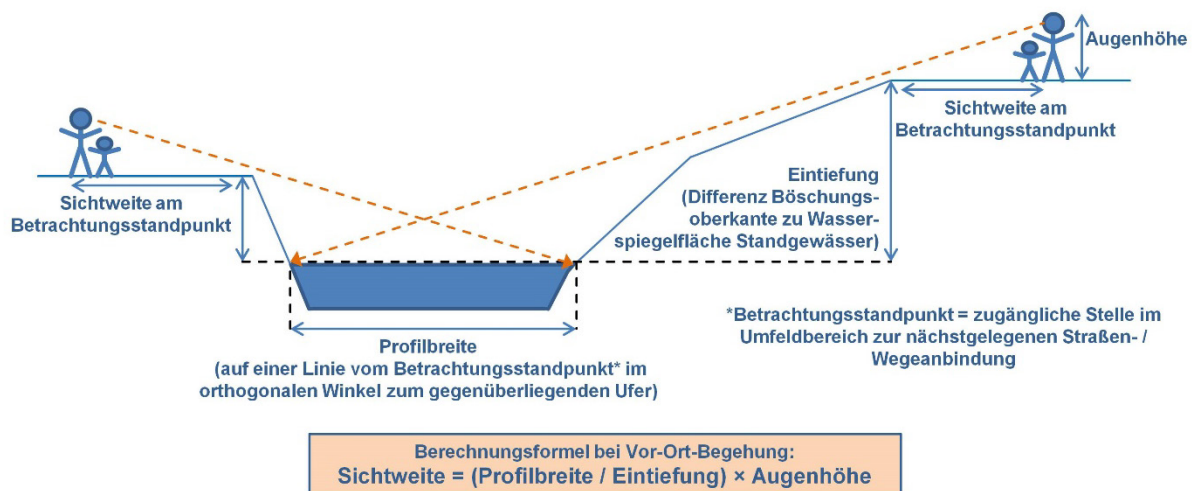 Augenhöhe
Sichtweite am
Betrachtungsstandpunkt
Sichtweite am
Betrachtungsstandpunkt
Eintiefung
(Differenz Böschungs-
oberkante zu Wasser-
spiegelfläche Standgewässer)
*Betrachtungsstandpunkt = zugängliche Stelle im
Umfeldbereich zur nächstgelegenen Straßen- /
Wegeanbindung
Profilbreite
(auf einer Linie vom Betrachtungsstandpunkt* im
orthogonalen Winkel zum gegenüberliegenden Ufer)
Berechnungsformel bei Vor-Ort-Begehung:
Sichtweite = (Profilbreite / Eintiefung) × Augenhöhe